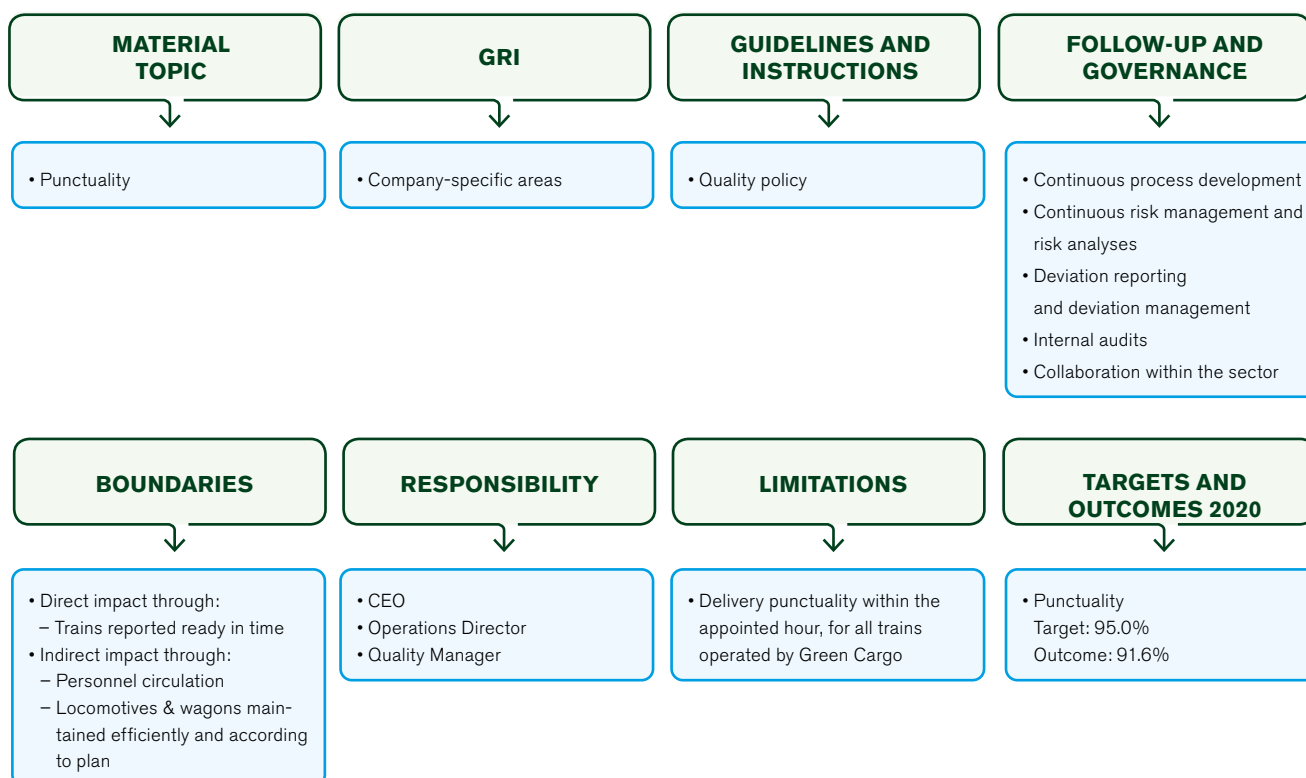 MATERIAL
TOPIC
• Punctuality
GRI
• Company-specific areas
GUIDELINES AND
INSTRUCTIONS
• Quality policy
FOLLOW-UP AND
GOVERNANCE
• Continuous process development
• Continuous risk management and
risk analyses
• Deviation reporting
and deviation management
• Internal audits
• Collaboration within the sector
BOUNDARIES
• Direct impact through:
– Trains reported ready in time
• Indirect impact through:
– Personnel circulation
– Locomotives & wagons main-
tained efficiently and according
to plan
RESPONSIBILITY
• CEO
• Operations Director
• Quality Manager
LIMITATIONS
• Delivery punctuality within the
appointed hour, for all trains
operated by Green Cargo
TARGETS AND
OUTCOMES 2020
• Punctuality
Target: 95.0%
Outcome: 91.6%